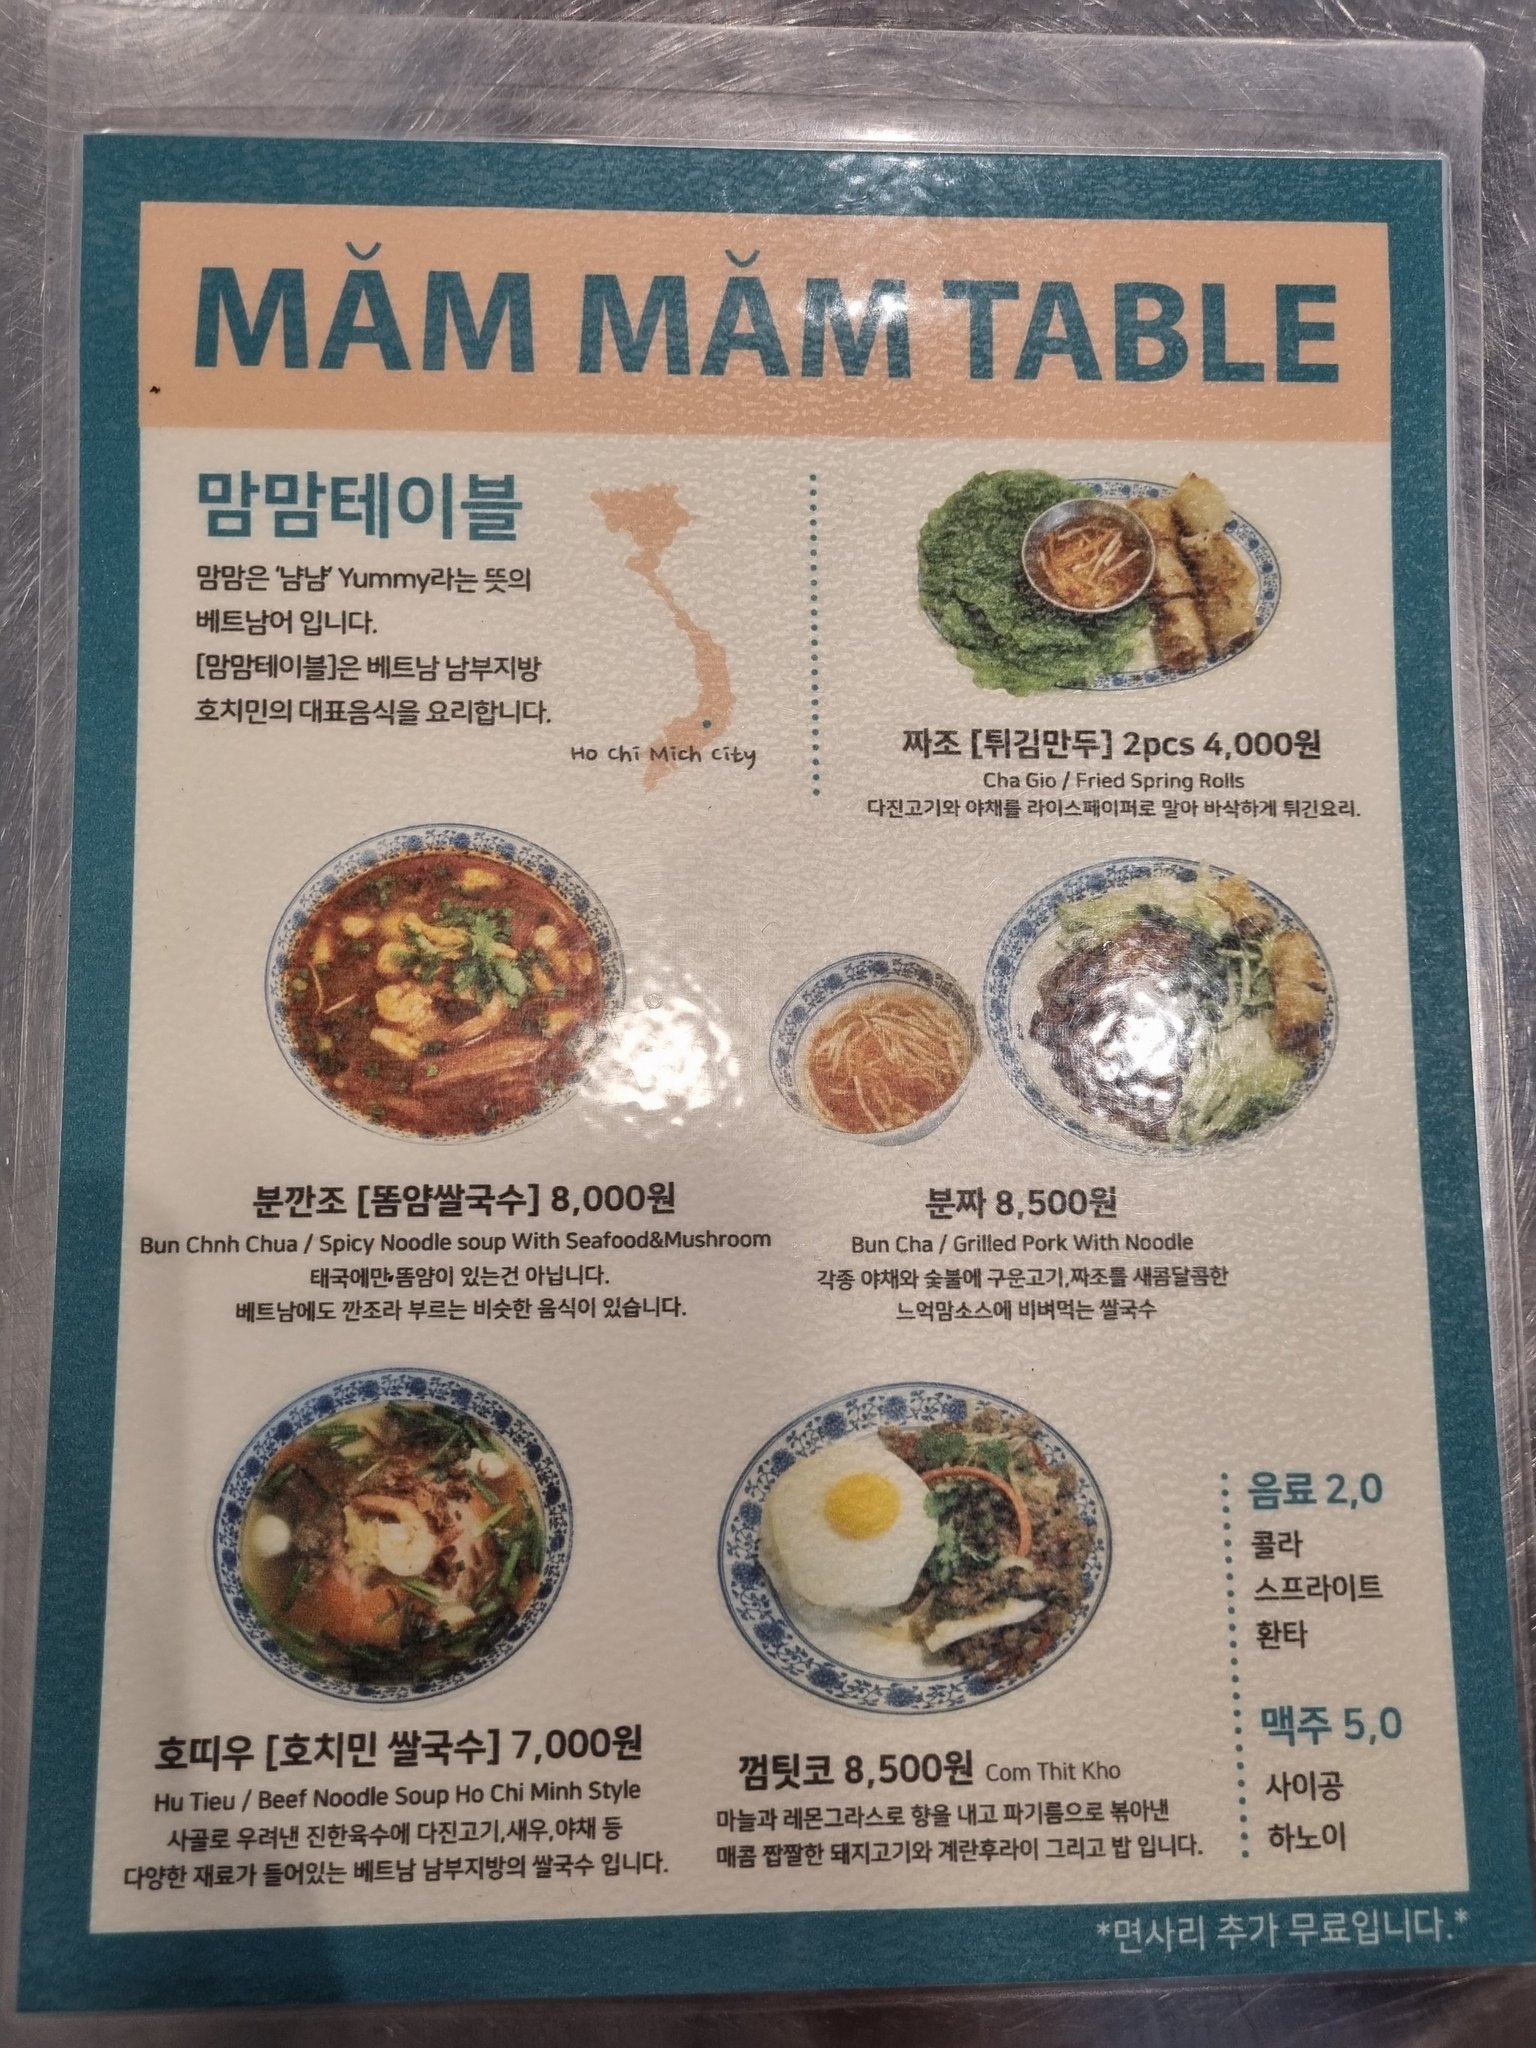 MĂM MĂM TABLE
맘맘테이블
맘맘은 '냠냠' Yummy라는 뜻의
베트남어 입니다.
[맘맘테이블]은 베트남 남부지방
호치민의 대표음식을 요리합니다.
Ho Chi Mich City
짜조 [튀김만두] 2pcs 4,000원
Cha Gio / Fried Spring Rolls
다진고기와 야채를 라이스페이퍼로 말아 바삭하게 튀긴요리.
분깐조 [똠얌쌀국수] 8,000원
Bun Chnh Chua / Spicy Noodle soup With Seafood&Mushroom
태국에만 똠얌이 있는건 아닙니다.
베트남에도 깐조라 부르는 비슷한 음식이 있습니다.
분짜 8,500원
Bun Cha / Grilled Pork With Noodle
각종 야채와 숯불에 구운고기,짜조를 새콤달콤한
느억맘소스에 비벼먹는 쌀국수
호띠우 [호치민 쌀국수] 7,000원
Hu Tieu / Beef Noodle Soup Ho Chi Minh Style
사골로 우려낸 진한육수에 다진고기,새우,야채 등
다양한 재료가 들어있는 베트남 남부지방의 쌀국수 입니다.
껌팃코 8,500원 Com Thit Kho
마늘과 레몬그라스로 향을 내고 파기름으로 볶아낸
매콤 짭짤한 돼지고기와 계란후라이 그리고 밥 입니다.
음료 2,0
콜라
스프라이트
환타
맥주 5,0
사이공
하노이
*면사리 추가 무료입니다.*